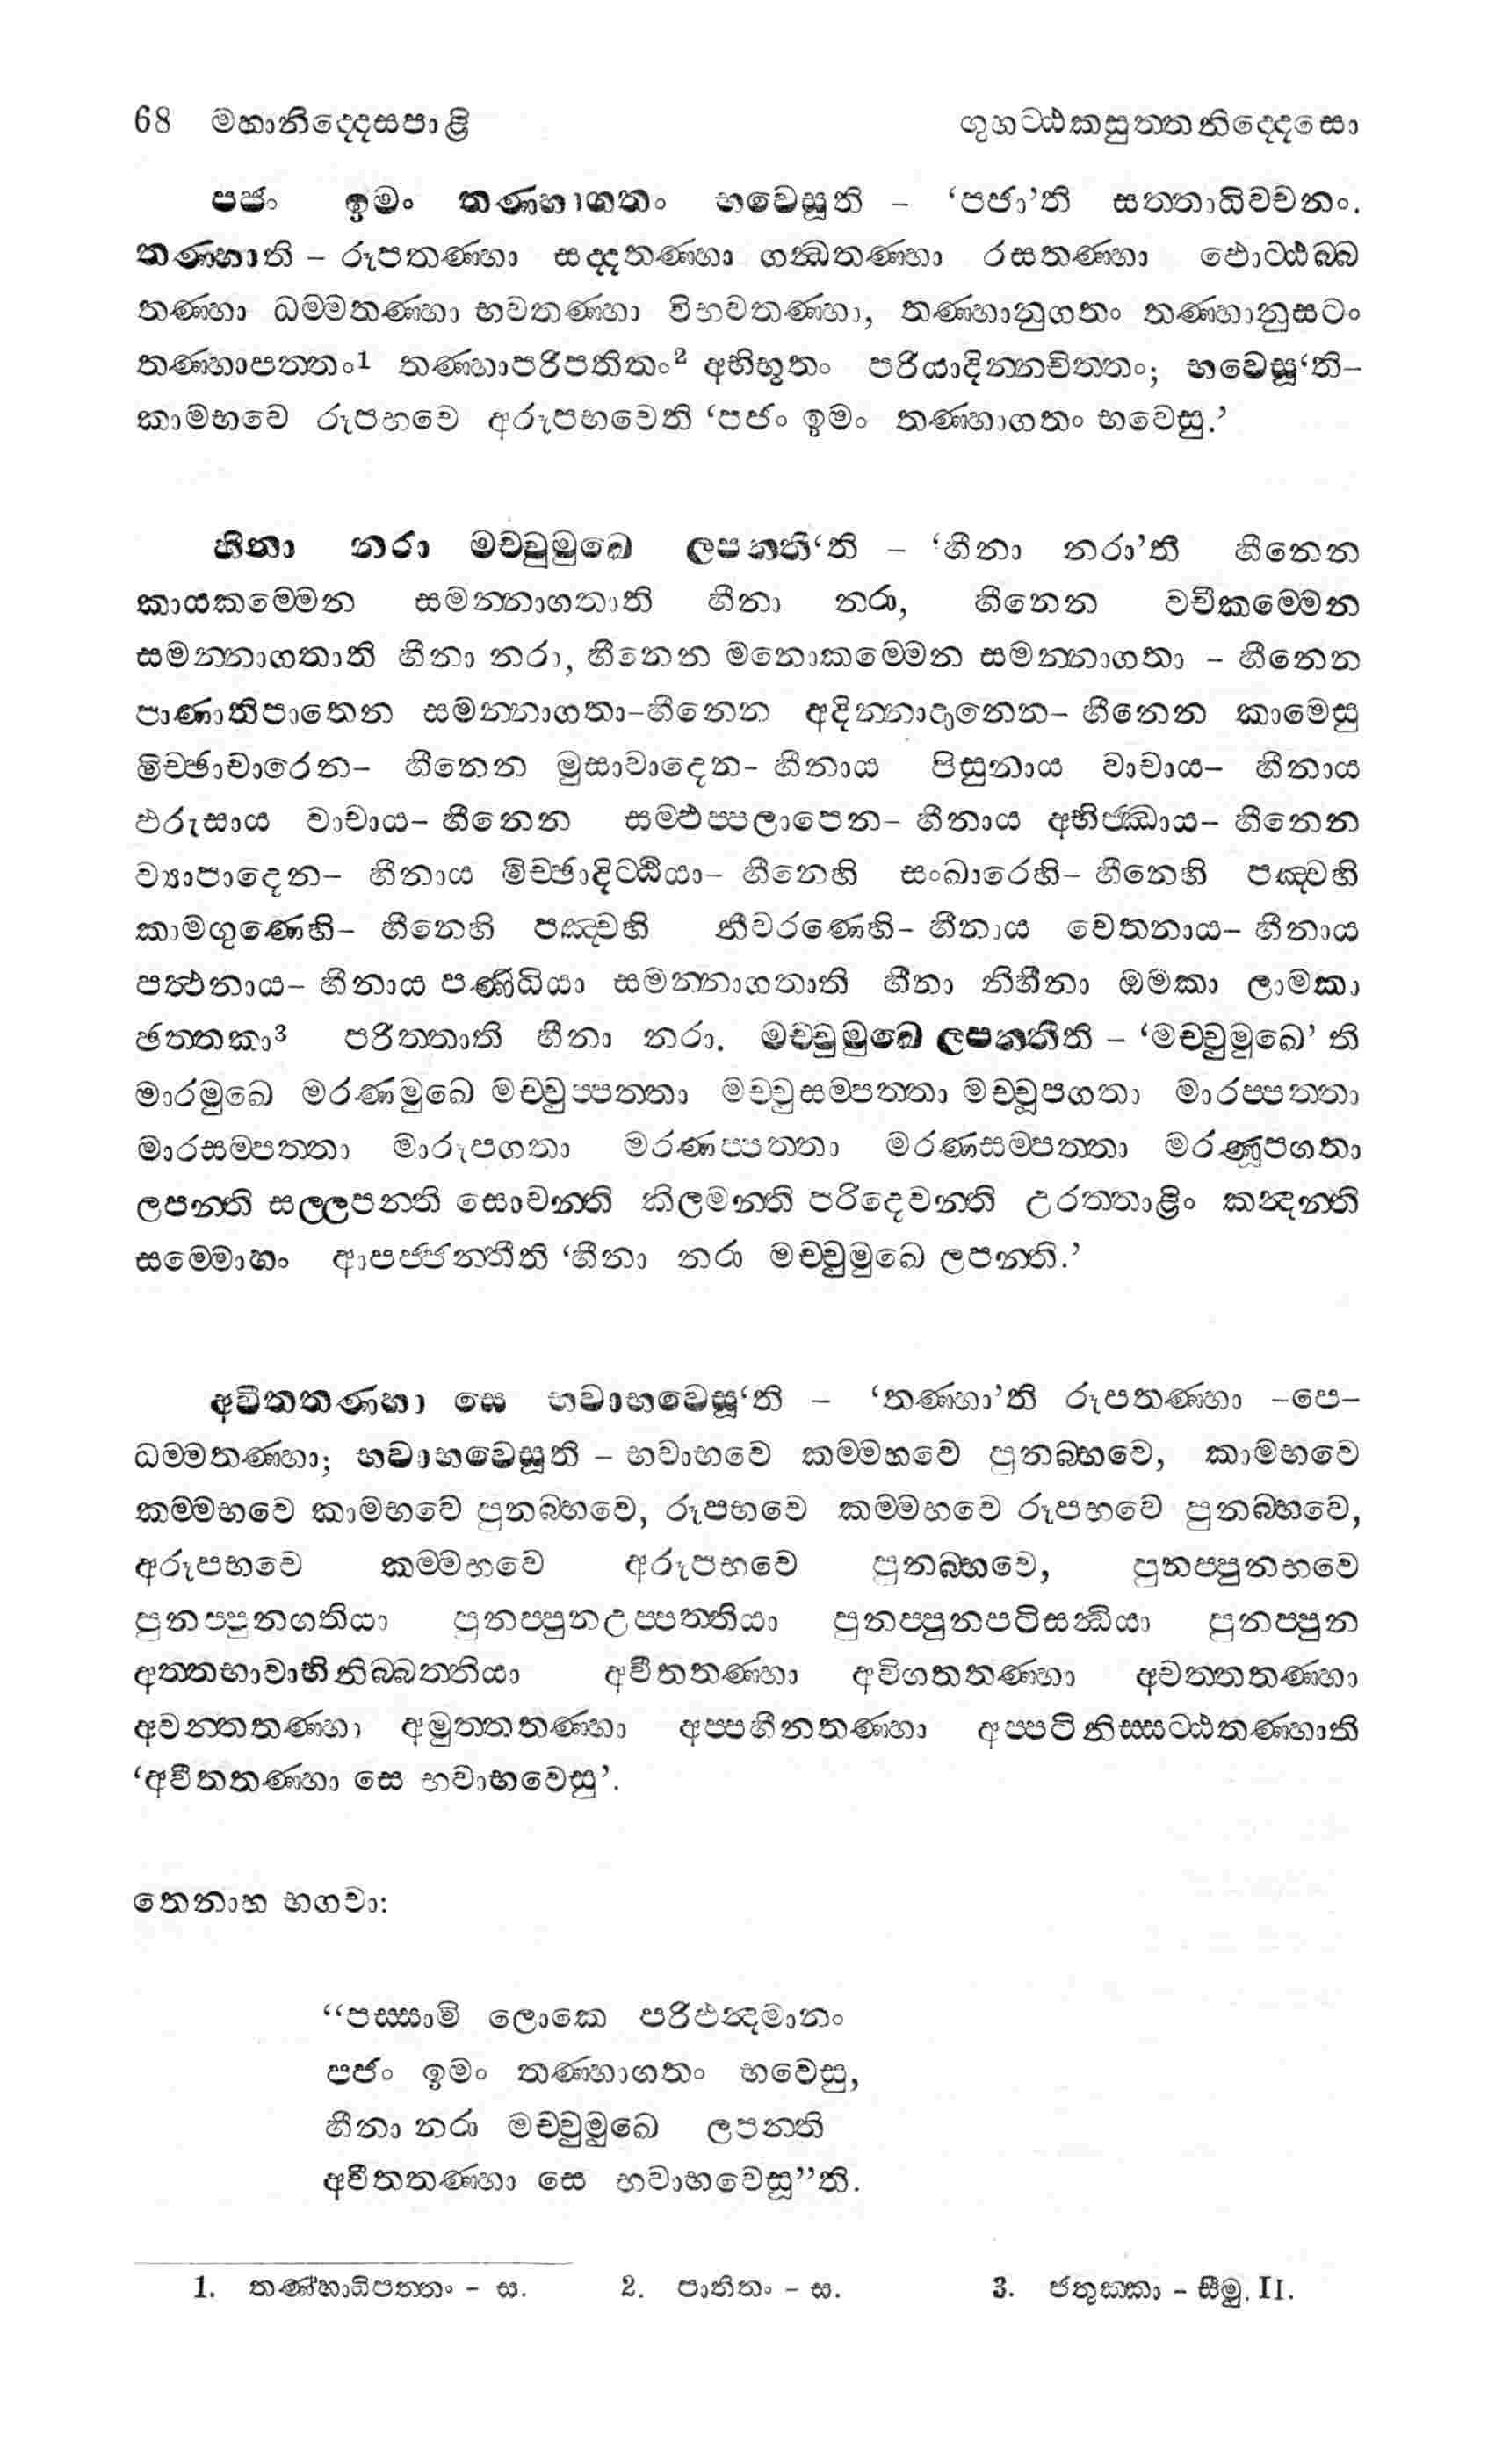 68 මහානිද්දෙසපාළි ගුහට්ඨකසුත්තනිද්දෙසො
පජං ඉමං තණ්හාගතං භවෙසූති – ‘පජා’ති සත්තාධිවචනං.
තණ්හාති – රූපතණ්හා සද්දතණ්හා ගන්ධතණ්හා රසතණ්හා ඵොට්ඨබ්බ
තණ්හා ධම්මතණ්හා භවතණ්හා විභවතණ්හා, තණ්හානුගතං තණ්හානුසටං
තණ්හාපත්තං1 තණ්හාපරිපතිතං2 අභිභූතං පරියාදින්නචිත්තං; භවෙසූ‘ති–
කාමභවෙ රූපභවෙ අරූපභවෙති ‘පජං ඉමං තණ්හාගතං භවෙසු.’
හීනා නරා මච්චුමුඛෙ ලපන්ති‘ති – ‘හීනා නරා’ති හීනෙන
කායකම්මෙන සමන්නාගතාති හීනා නරා, හීනෙන වචීකම්මෙන
සමන්නාගතාති හීනා නරා, හීනෙන මනොකම්මෙන සමන්නාගතා – හීනෙන
පාණාතිපාතෙන සමන්නාගතා–හීනෙන අදින්නාදානෙන– හීනෙන කාමෙසු
මිච්ඡාචාරෙන– හීනෙන මුසාවාදෙන– හීනාය පිසුනාය වාචාය– හීනාය
ඵරුසාය වාචාය– හීනෙන සම්ඵප්පලාපෙන– හීනාය අභිජ්ඣාය– හීනෙන
ව්‍යාපාදෙන– හීනාය මිච්ඡාදිට්ඨියා– හීනෙහි සංඛාරෙහි– හීනෙහි පඤ්චහි
කාමගුණෙහි– හීනෙහි පඤ්චහි නීවරණෙහි– හීනාය චෙතනාය– හීනාය
පත්ථනාය– හීනාය පණිධියා සමන්නාගතාති හීනා නිහීනා ඔමකා ලාමකා
ඡත්තකා3 පරිත්තාති හීනා නරා. මච්චුමුඛෙ ලපන්තීති – ‘මච්චුමුඛෙ’ ති
මාරමුඛෙ මරණමුඛෙ මච්චුප්පත්තා මච්චුසම්පත්තා මච්චූපගතා මාරප්පත්තා
මාරසම්පත්තා මාරූපගතා මරණප්පත්තා මරණසම්පත්තා මරණූපගතා
ලපන්ති සල්ලපන්ති සොචන්ති කිලමන්ති පරිදෙවන්ති උරත්තාළිං කන්දන්ති
සම්මොහං ආපජ්ජන්තීති ‘හීනා නරා මච්චුමුඛෙ ලපන්ති.’
අවීතතණ්හා සෙ භවාභවෙසූ‘ති – ‘තණ්හා’ති රූපතණ්හා –පෙ–
ධම්මතණ්හා; භවාභවෙසූති – භවාභවෙ කම්මභවෙ පුනබ්භවෙ, කාමභවෙ
කම්මභවෙ කාමභවෙ පුනබ්භවෙ, රූපභවෙ කම්මභවෙ රූපභවෙ පුනබ්භවෙ,
අරූපභවෙ කම්මභවෙ අරූපභවෙ පුනබ්භවෙ, පුනප්පුනභවෙ
පුනප්පුනගතියා පුනප්පුනඋප්පත්තියා පුනප්පුනපටිසන්ධියා පුනප්පුන
අත්තභාවාභිනිබ්බත්තියා අවීතතණ්හා අවිගතතණ්හා අචත්තතණ්හා
අවන්තතණ්හා අමුත්තතණ්හා අප්පහීනතණ්හා අප්පටිනිස්සට්ඨතණ්හාති
‘අවීතතණ්හා සෙ භවාභවෙසු’.
තෙනාහ භගවා:
“පස්සාමි ලොකෙ පරිඵන්දමානං
පජං ඉමං තණ්හාගතං භවෙසු,
හීනා නරා මච්චුමුඛෙ ලපන්ති
අවීතතණ්හා සෙ භවාභවෙසූ”ති.
1. තණ්හාධිපත්තං – ස. 2. පාතිතං – ස. 3. ජතුක්කා – සීමු. II.